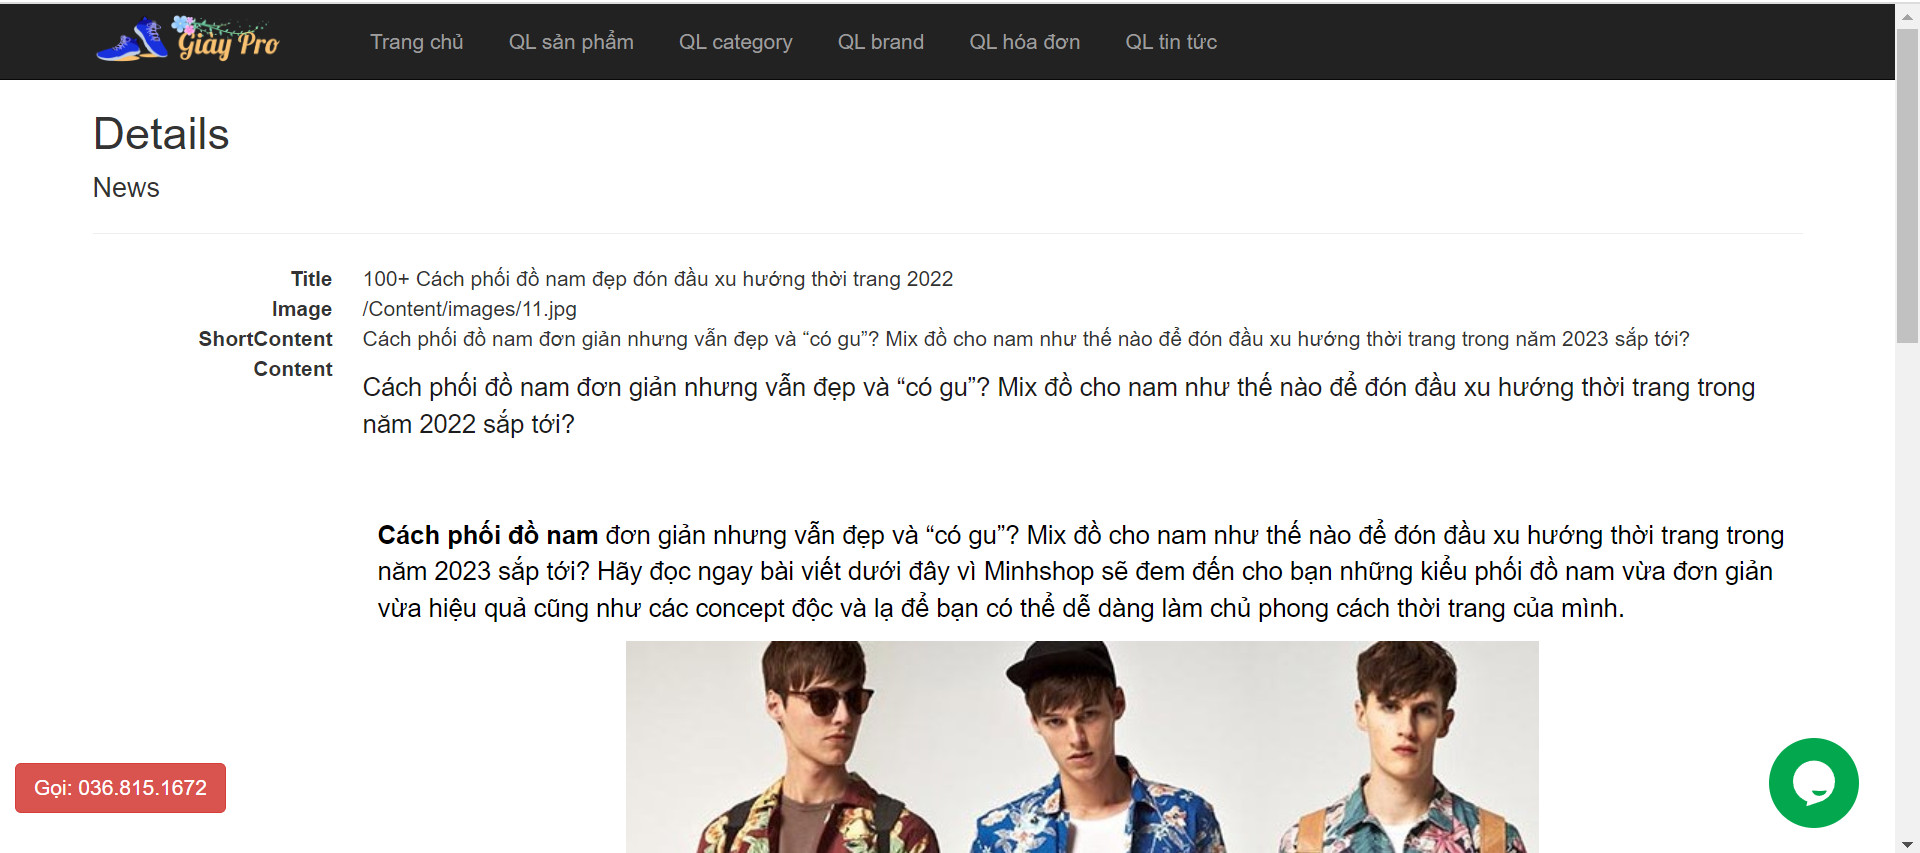 Giày Pro
Trang chủ
QL sản phẩm
QL category
QL brand
QL hóa đơn
QL tin tức
Details
News
Title
100+ Cách phối đồ nam đẹp đón đầu xu hướng thời trang 2022
Image
/Content/images/11.jpg
ShortContent
Cách phối đồ nam đơn giản nhưng vẫn đẹp và “có gu”? Mix đồ cho nam như thế nào để đón đầu xu hướng thời trang trong năm 2023 sắp tới?
Content
Cách phối đồ nam đơn giản nhưng vẫn đẹp và “có gu”? Mix đồ cho nam như thế nào để đón đầu xu hướng thời trang trong
năm 2022 sắp tới?
Cách phối đồ nam đơn giản nhưng vẫn đẹp và “có gu”? Mix đồ cho nam như thế nào để đón đầu xu hướng thời trang trong
năm 2023 sắp tới? Hãy đọc ngay bài viết dưới đây vì Minhshop sẽ đem đến cho bạn những kiểu phối đồ nam vừa đơn giản
vừa hiệu quả cũng như các concept độc và lạ để bạn có thể dễ dàng làm chủ phong cách thời trang của mình.
Gọi: 036.815.1672